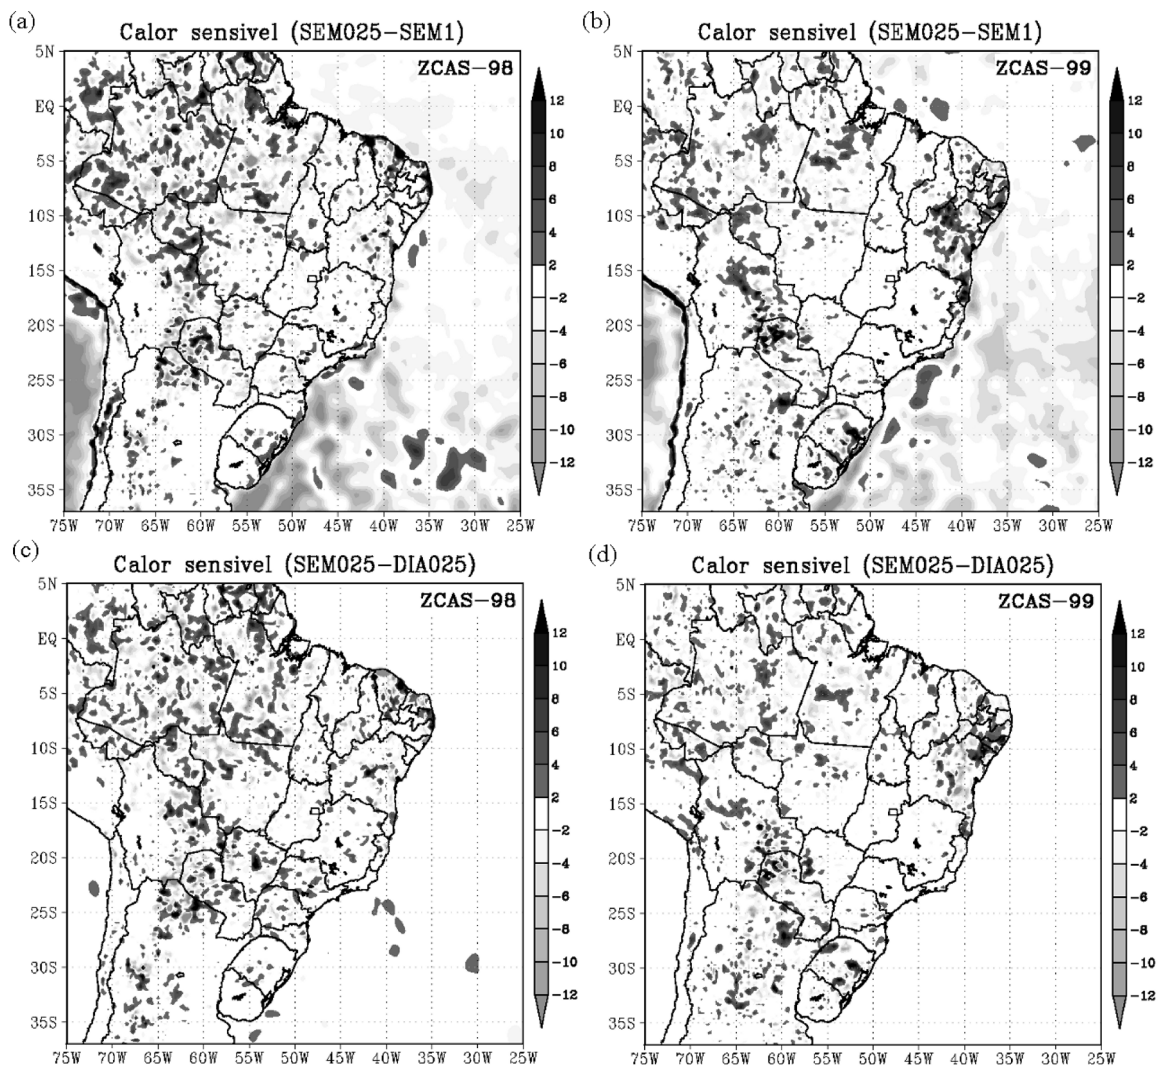 (a)
Calor sensivel (SEM025-SEM1)
ZCAS-98
5N
EQ
5S
10S
15S
20S
25S
30S
35S
75W 70W 65W 60W 55W 50W 45W 40W 35W 30W 25W
12
10
8
6
4
2
-2
-4
-6
-8
-10
-12
(b)
Calor sensivel (SEM025-SEM1)
ZCAS-99
5N
EQ
5S
10S
15S
20S
25S
30S
35S
75W 70W 65W 60W 55W 50W 45W 40W 35W 30W 25W
12
10
8
6
4
2
-2
-4
-6
-8
-10
-12
(c)
Calor sensivel (SEM025-DIA025)
ZCAS-98
5N
EQ
5S
10S
15S
20S
25S
30S
35S
75W 70W 65W 60W 55W 50W 45W 40W 35W 30W 25W
12
10
8
6
4
2
-2
-4
-6
-8
-10
-12
(d)
Calor sensivel (SEM025-DIA025)
ZCAS-99
5N
EQ
5S
10S
15S
20S
25S
30S
35S
75W 70W 65W 60W 55W 50W 45W 40W 35W 30W 25W
12
10
8
6
4
2
-2
-4
-6
-8
-10
-12